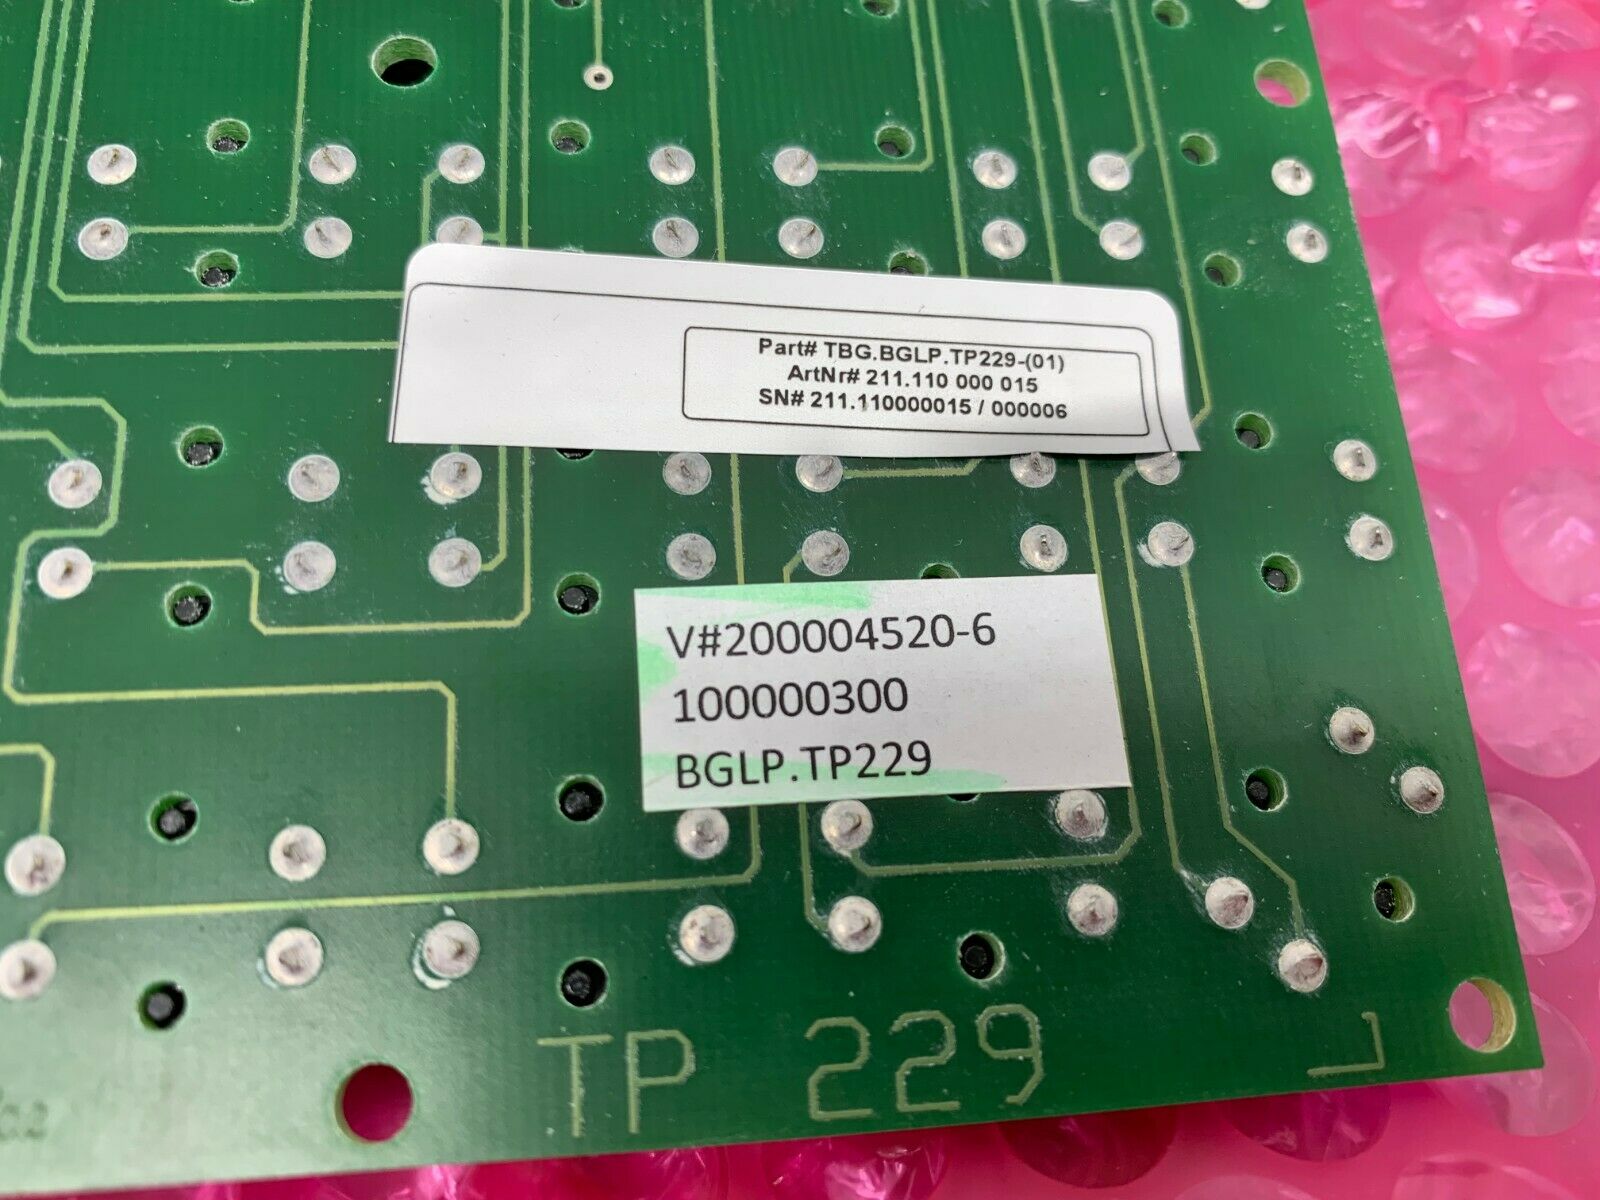 Part# TBG.BGLP.TP229-(01)
ArtNr# 211.110 000 015
SN# 211.110000015 / 000006
V#200004520-6
100000300
BGLP.TP229
TP 229